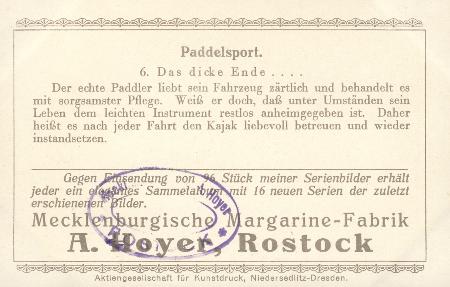 Paddelsport.
6. Das dicke Ende . . . .
Der echte Paddler liebt sein Fahrzeug zärtlich und behandelt es
mit sorgsamster Pflege. Weiß er doch, daß unter Umständen sein
Leben dem leichten Instrument restlos anheimgegeben ist. Daher
heißt es nach jeder Fahrt den Kajak liebevoll betreuen und wieder
instandsetzen.
Gegen Einsendung von 96 Stück meiner Serienbilder erhält
jeder ein elegantes Sammelalbum mit 16 neuen Serien der zuletzt
erschienenen Bilder.
Mecklenburgische Margarine-Fabrik
A. Hoyer, Rostock
Aktiengesellschaft für Kunstdruck, Niedersedlitz-Dresden.